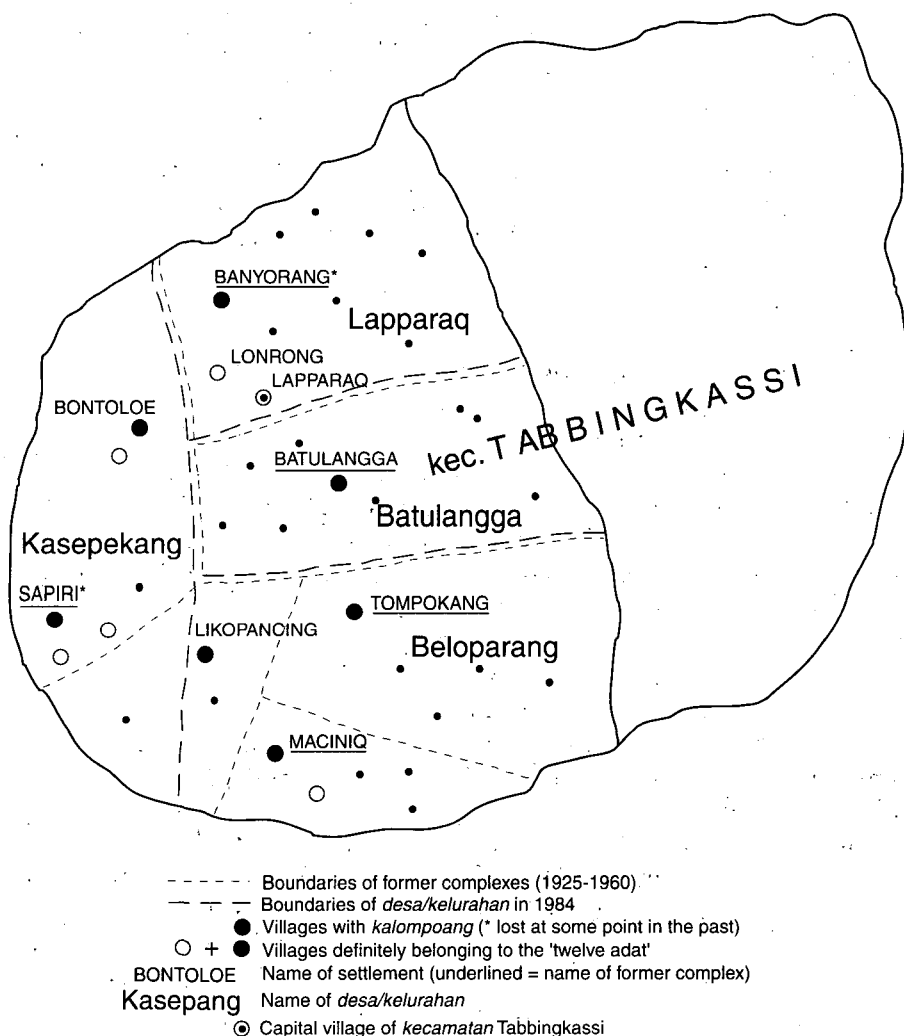 BANYORANG*
Lapparaq
LONRONG
LAPPARAQ
BONTOLOE
kec. TABBINGKASSI
BATULANGGA
Batulangga
Kasepekang
SAPIRI*
TOMPOKANG
LIKOPANCING
Beloparang
MACINIQ
Boundaries of former complexes (1925-1960)
Boundaries of desa/kelurahan in 1984
Villages with kalompoang (* lost at some point in the past)
+ Villages definitely belonging to the 'twelve adat'
BONTOLOE Name of settlement (underlined = name of former complex)
Kasepang Name of desa/kelurahan
Capital village of kecamatan Tabbingkassi